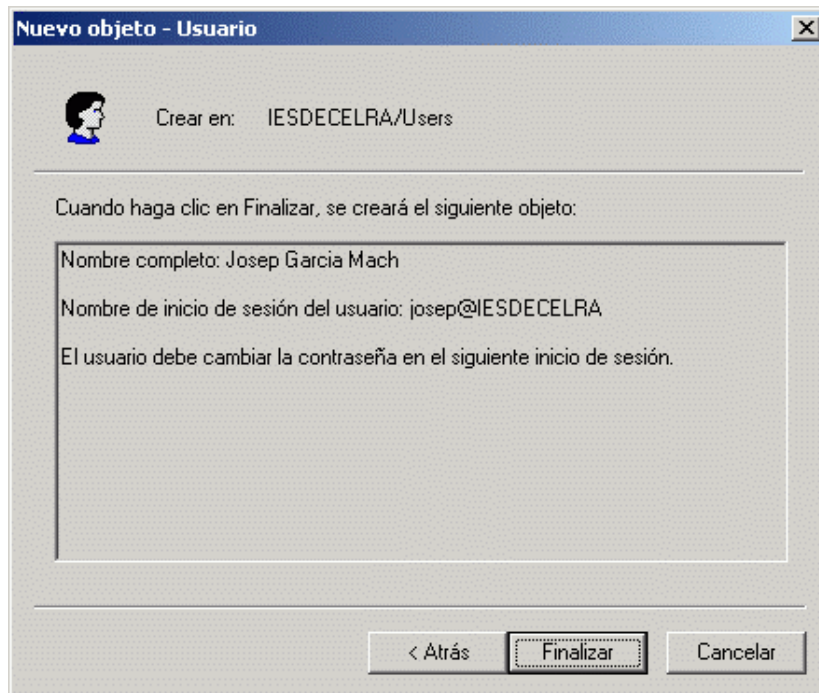 Nuevo objeto - Usuario
Crear en: IESDECELRA/Users
Cuando haga clic en Finalizar, se creará el siguiente objeto:
Nombre completo: Josep Garcia Mach
Nombre de inicio de sesión del usuario: josep@IESDECELRA
El usuario debe cambiar la contraseña en el siguiente inicio de sesión.
< Atrás Finalizar Cancelar